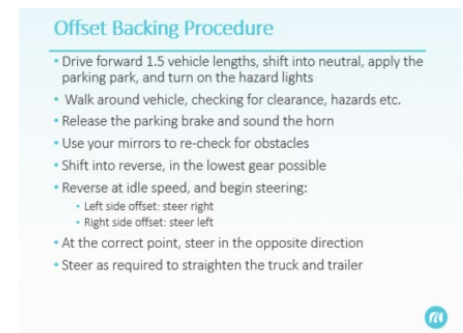 Offset Backing Procedure
• Drive forward 1.5 vehicle lengths, shift into neutral, apply the
parking park, and turn on the hazard lights
• Walk around vehicle, checking for clearance, hazards etc.
• Release the parking brake and sound the horn
• Use your mirrors to re-check for obstacles
• Shift into reverse, in the lowest gear possible
• Reverse at idle speed, and begin steering:
• Left side offset: steer right
• Right side offset: steer left
• At the correct point, steer in the opposite direction
• Steer as required to straighten the truck and trailer